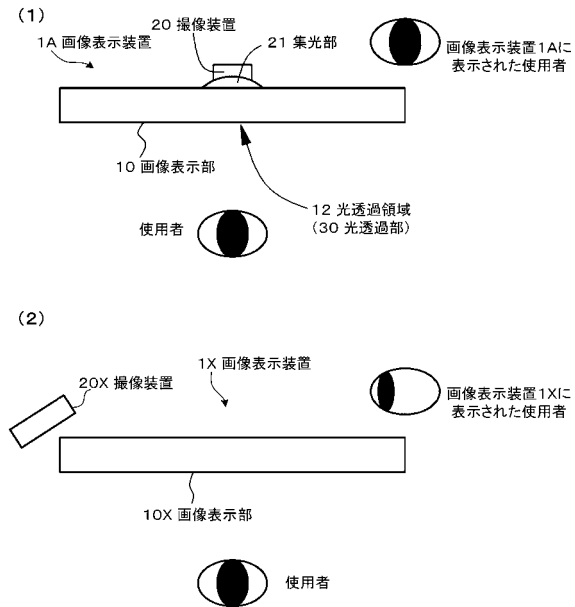 (1)
20 撮像装置
1A 画像表示装置
21 集光部
画像表示装置1Aに
表示された使用者
10 画像表示部
12 光透過領域
(30 光透過部)
使用者
(2)
1X 画像表示装置
20X 撮像装置
画像表示装置1Xに
表示された使用者
10X 画像表示部
使用者